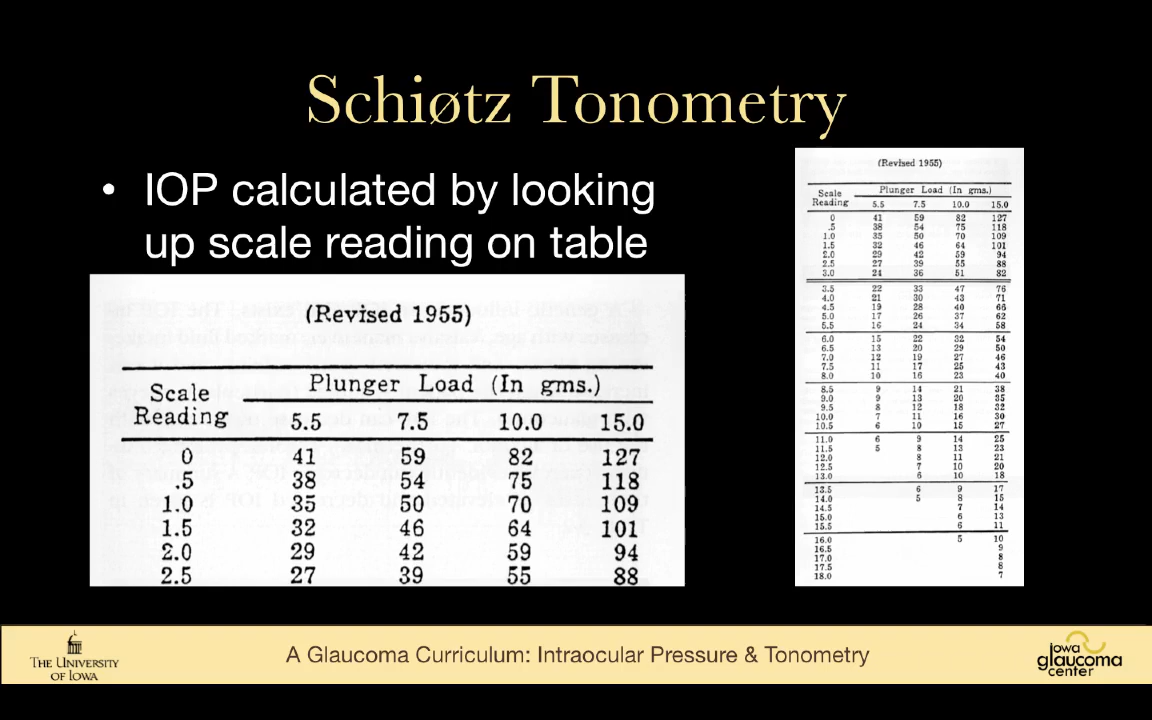 Schiøtz Tonometry
• IOP calculated by looking
up scale reading on table
(Revised 1955)
Scale Reading Plunger Load (In gms.)
5.5 7.5 10.0 15.0
0 41 59 82 127
.5 38 54 75 118
1.0 35 50 70 109
1.5 32 46 64 101
2.0 29 42 59 94
2.5 27 39 55 88
(Revised 1955)
Scale Reading Plunger Load (In gms.)
5.5 7.5 10.0 15.0
0 41 59 82 127
.5 38 54 75 118
1.0 35 50 70 109
1.5 32 46 64 101
2.0 29 42 59 94
2.5 27 39 55 88
3.0 24 36 51 82
3.5 22 33 47 76
4.0 21 30 43 71
4.5 19 28 40 66
5.0 17 26 37 62
5.5 16 24 34 58
6.0 15 22 32 54
6.5 13 20 29 50
7.0 12 19 27 46
7.5 11 17 25 43
8.0 10 16 23 40
8.5 9 14 21 38
9.0 9 13 20 35
9.5 8 12 18 32
10.0 7 11 16 30
10.5 6 10 15 27
11.0 6 9 14 25
11.5 5 8 13 23
12.0 8 11 21
12.5 7 10 20
13.0 6 10 18
13.5 6 9 17
14.0 5 8 15
14.5 7 14
15.0 6 13
15.5 6 11
16.0 5 10
16.5 9
17.0 8
17.5 8
18.0 7
THE UNIVERSITY
OF IOWA
A Glaucoma Curriculum: Intraocular Pressure & Tonometry
iowa
glaucoma
center